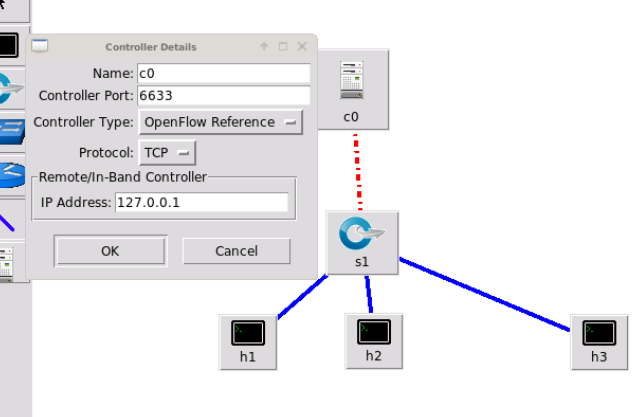 Controller Details
Name: c0
Controller Port: 6633
Controller Type: OpenFlow Reference
Protocol: TCP
Remote/In-Band Controller
IP Address: 127.0.0.1
OK Cancel
c0
s1
h1 h2 h3